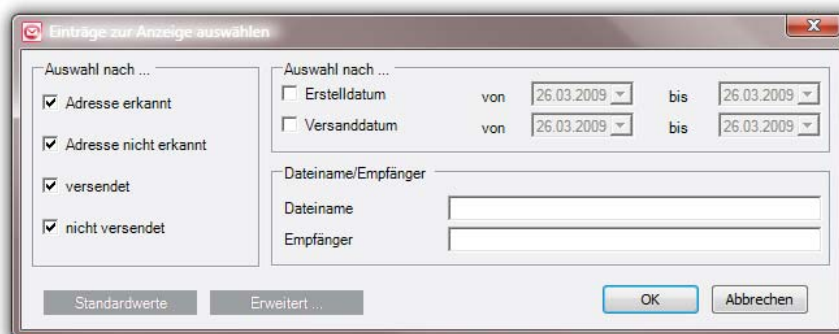 Einträge zur Anzeige auswählen
Auswahl nach ...
Adresse erkannt
Adresse nicht erkannt
versendet
nicht versendet
Auswahl nach ...
Erstelldatum von 26.03.2009 bis 26.03.2009
Versanddatum von 26.03.2009 bis 26.03.2009
Dateiname/Empfänger
Dateiname
Empfänger
Standardwerte Erweitert ... OK Abbrechen